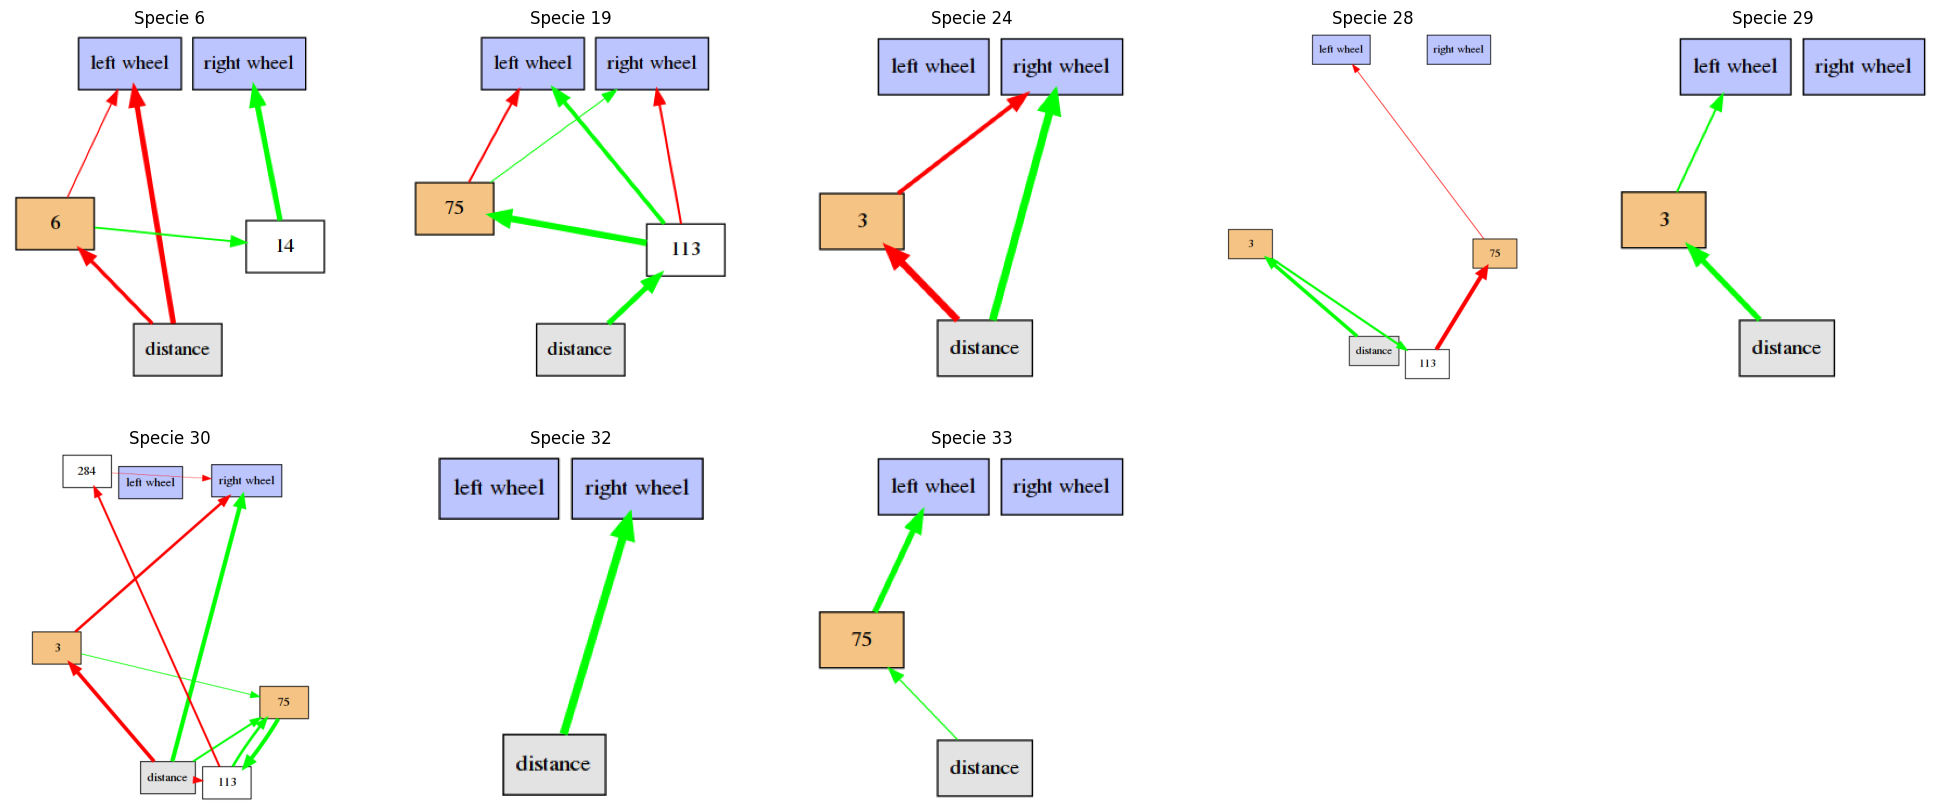 Specie 6
left wheel right wheel
6
14
distance
Specie 19
left wheel right wheel
75
113
distance
Specie 24
left wheel right wheel
3
distance
Specie 28
left wheel right wheel
3
75
distance
113
Specie 29
left wheel right wheel
3
distance
Specie 30
284
left wheel right wheel
3
75
distance
113
Specie 32
left wheel right wheel
distance
Specie 33
left wheel right wheel
75
distance